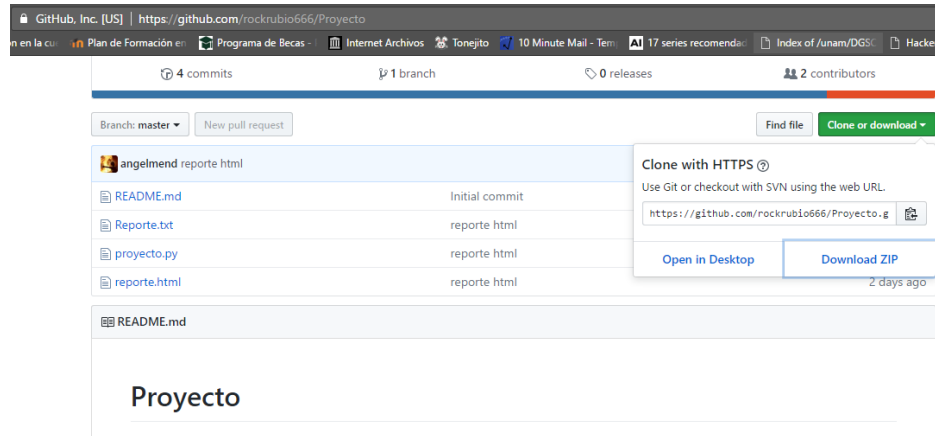 GitHub, Inc. [US] | https://github.com/rockrubio666/Proyecto
n en la cu Plan de Formación en Programa de Becas - Internet Archivos Tonejito 10 Minute Mail - Tem 17 series recomendad Index of /unam/DGSC Hacke
4 commits 1 branch 0 releases 2 contributors
Branch: master New pull request Find file Clone or download
angelmend reporte html
Clone with HTTPS
Use Git or checkout with SVN using the web URL.
https://github.com/rockrubio666/Proyecto.g
Open in Desktop Download ZIP
README.md Initial commit
Reporte.txt reporte html
proyecto.py reporte html
reporte.html reporte html 2 days ago
README.md
Proyecto